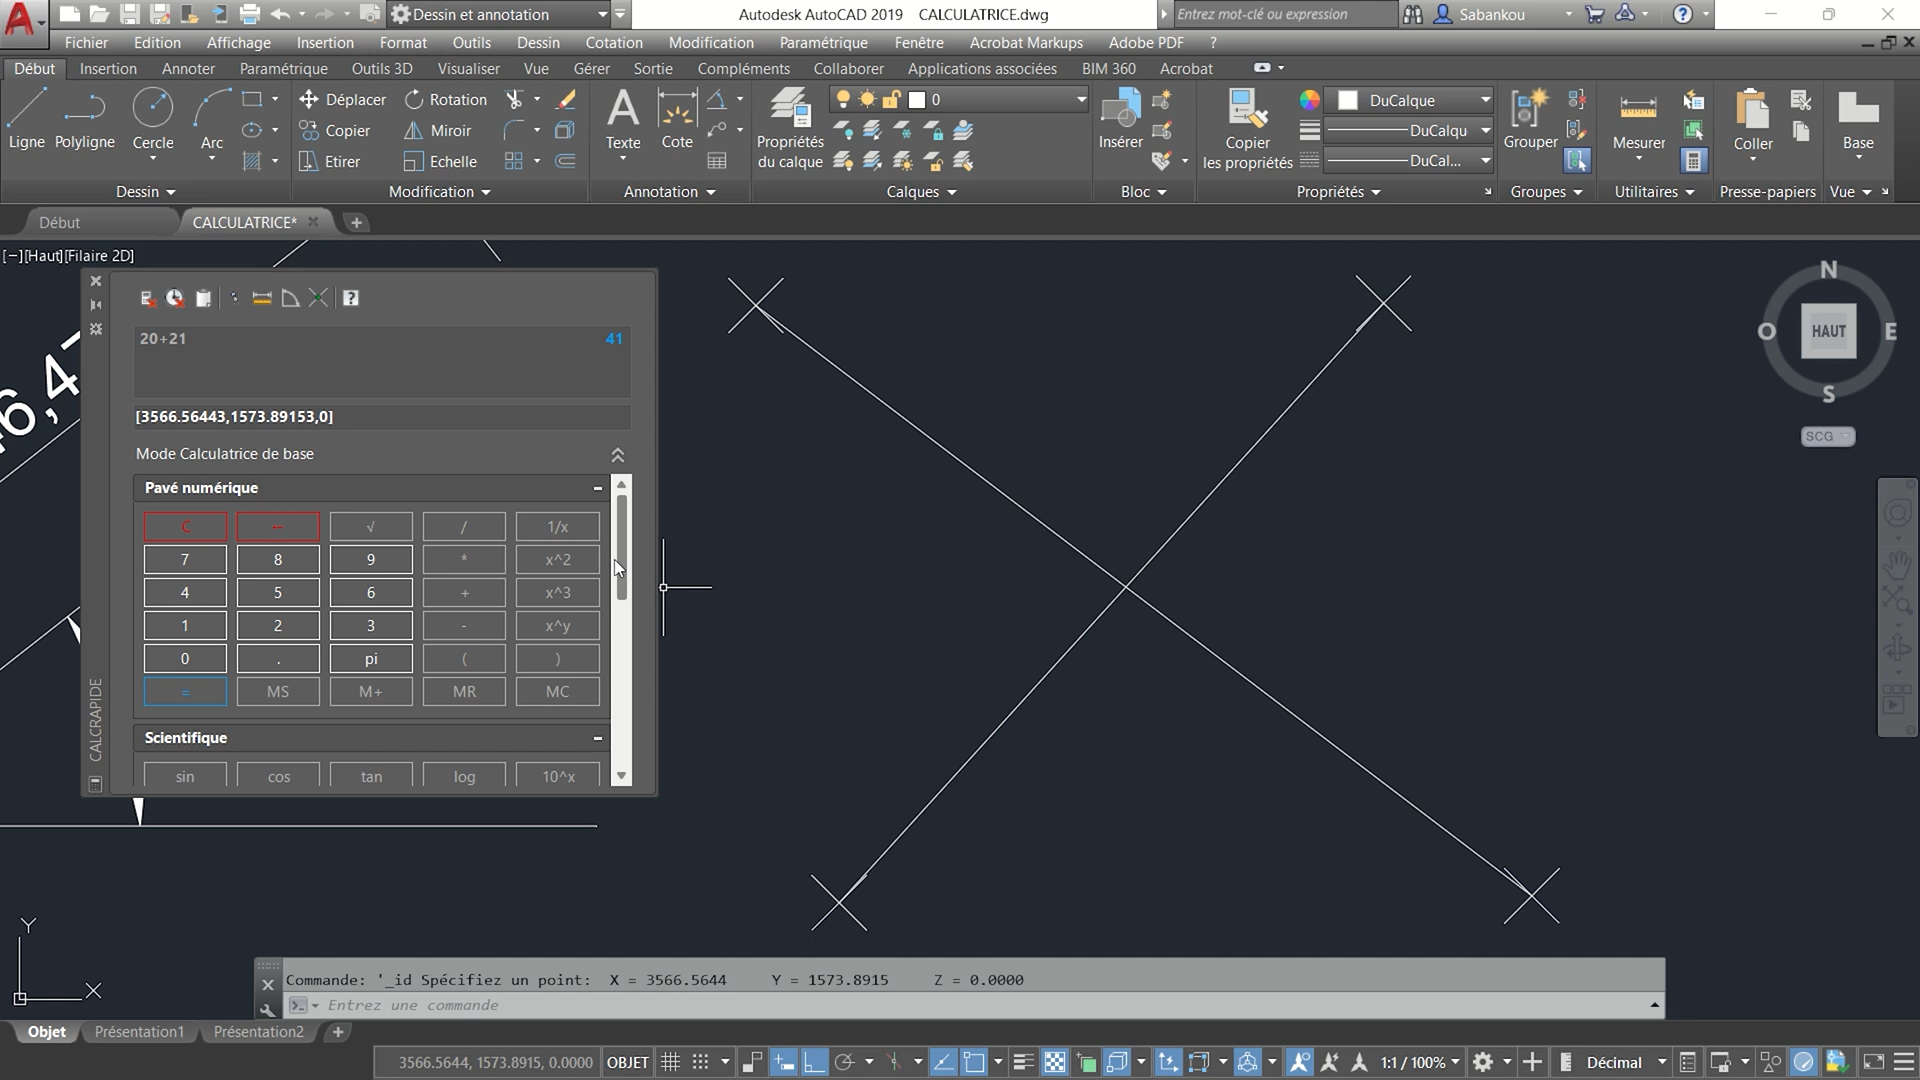 Dessin et annotation
Autodesk AutoCAD 2019 CALCULATRICE.dwg
Entrez mot-clé ou expression
Sabankou
Fichier Edition Affichage Insertion Format Outils Dessin Cotation Modification Paramétrique Fenêtre Acrobat Markups Adobe PDF ?
Début Insertion Annoter Paramétrique Outils 3D Visualiser Vue Gérer Sortie Compléments Collaborer Applications associées BIM 360 Acrobat
Ligne Polyligne Cercle Arc
Déplacer Rotation
Copier Miroir
Etirer Echelle
Texte Cote
Propriétés du calque
0
Insérer
Copier les propriétés
DuCalque
DuCalqu
DuCal...
Grouper
Mesurer
Coller
Base
Dessin Modification Annotation Calques Bloc Propriétés Groupes Utilitaires Presse-papiers Vue
Début CALCULATRICE* +
[−][Haut][Filaire 2D]
N
O HAUT E
S
SCG
20+21 41
[3566.56443,1573.89153,0]
Mode Calculatrice de base
Pavé numérique
C -- √ / 1/x
7 8 9 * x^2
4 5 6 + x^3
1 2 3 - x^y
0 . pi ( )
= MS M+ MR MC
Scientifique
sin cos tan log 10^x
CALCRAPIDE
Y
X
Commande: '_id Spécifiez un point: X = 3566.5644 Y = 1573.8915 Z = 0.0000
Entrez une commande
Objet Présentation1 Présentation2 +
3566.5644, 1573.8915, 0.0000 OBJET 1:1 / 100% Décimal